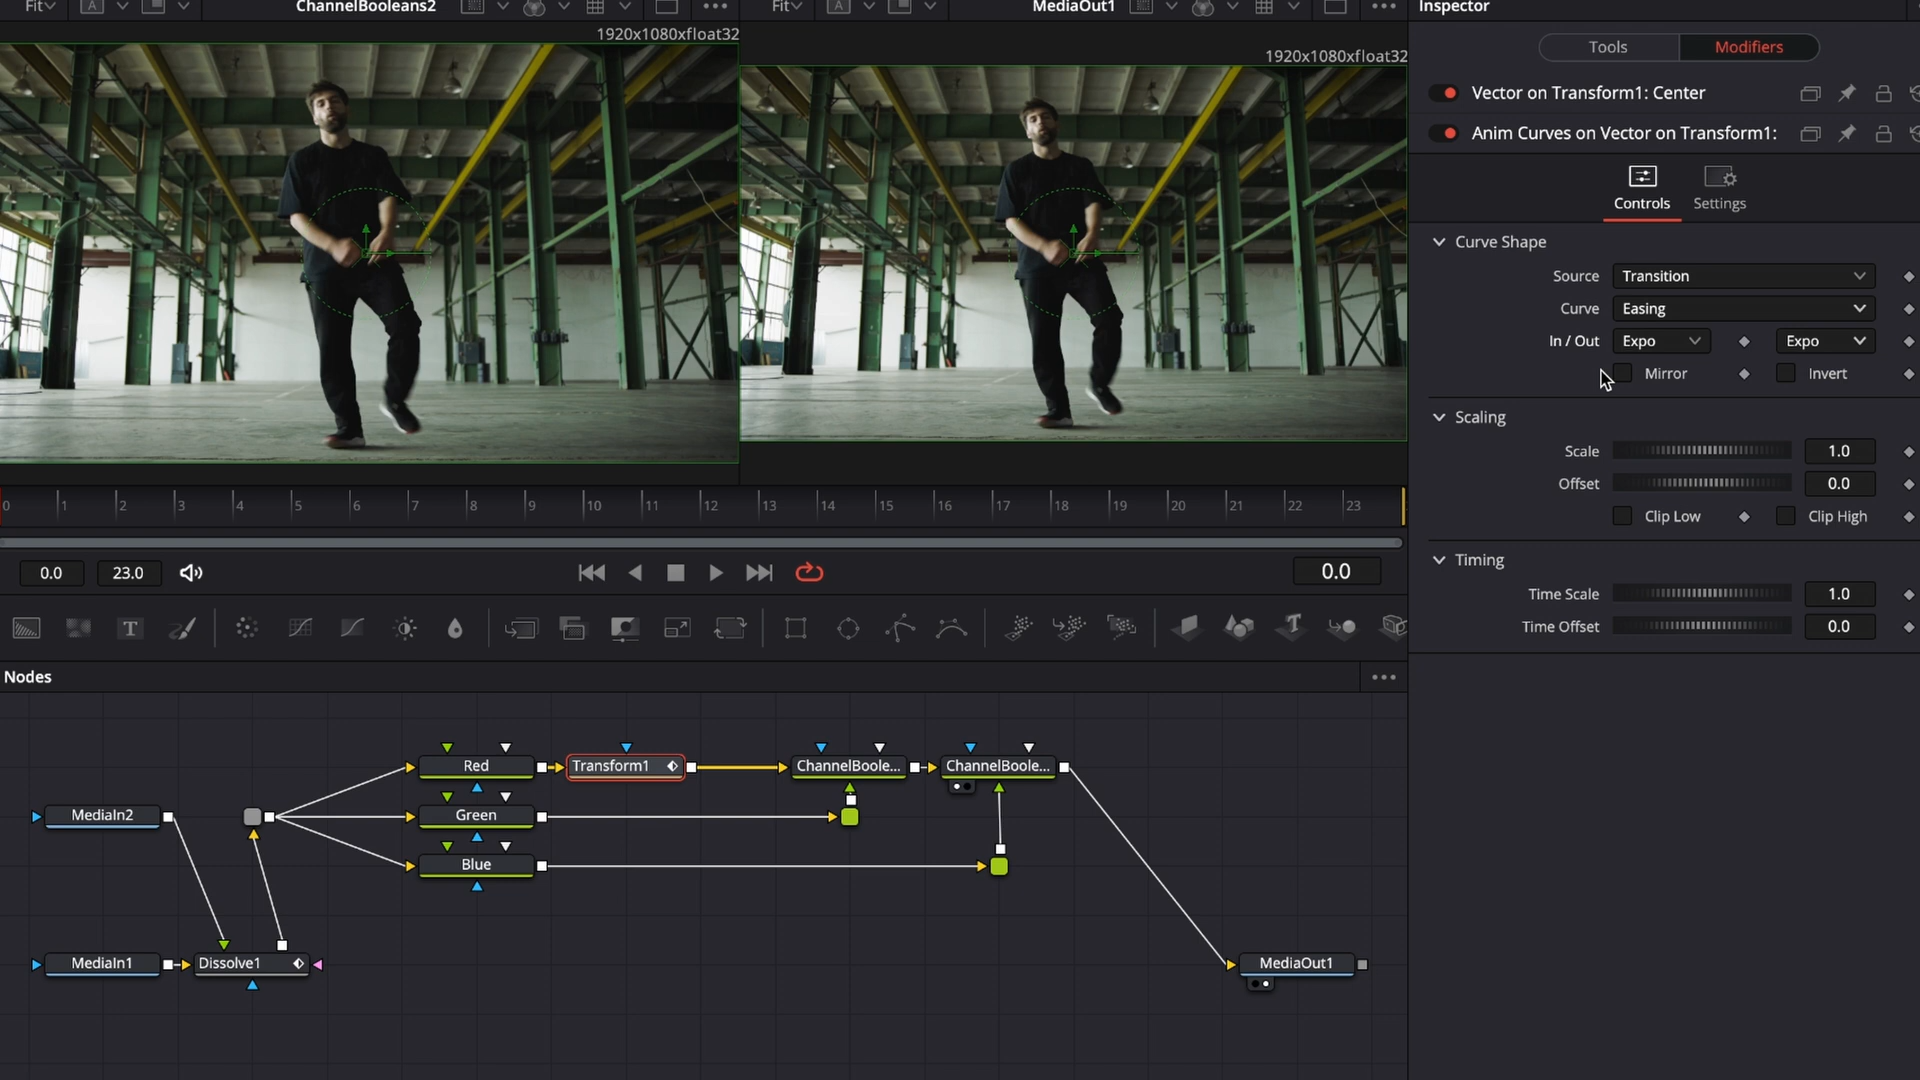 Fit
ChannelBooleans2
Fit
MediaOut1
Inspector
A
A
1920x1080xfloat32
1920x1080xfloat32
Tools
Modifiers
Vector on Transform1: Center
Anim Curves on Vector on Transform1:
Controls
Settings
Curve Shape
Source
Transition
Curve
Easing
In / Out
Expo
Expo
Mirror
Invert
Scaling
Scale
1.0
Offset
0.0
Clip Low
Clip High
Timing
Time Scale
1.0
Time Offset
0.0
0 1 2 3 4 5 6 7 8 9 10 11 12 13 14 15 16 17 18 19 20 21 22 23
0.0
23.0
0.0
T
Nodes
Red
Transform1
ChannelBoole...
ChannelBoole...
MediaIn2
Green
Blue
MediaIn1
Dissolve1
MediaOut1